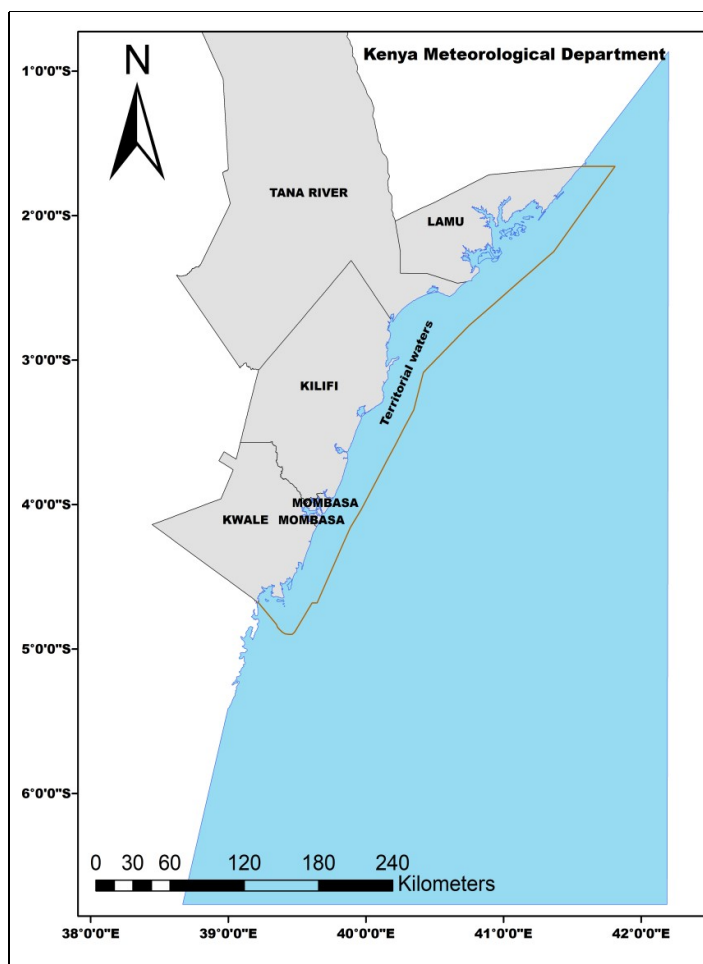 Kenya Meteorological Department
N
1°0'0"S
2°0'0"S
3°0'0"S
4°0'0"S
5°0'0"S
6°0'0"S
TANA RIVER
LAMU
Territorial waters
KILIFI
MOMBASA
KWALE MOMBASA
0 30 60 120 180 240
Kilometers
38°0'0"E 39°0'0"E 40°0'0"E 41°0'0"E 42°0'0"E